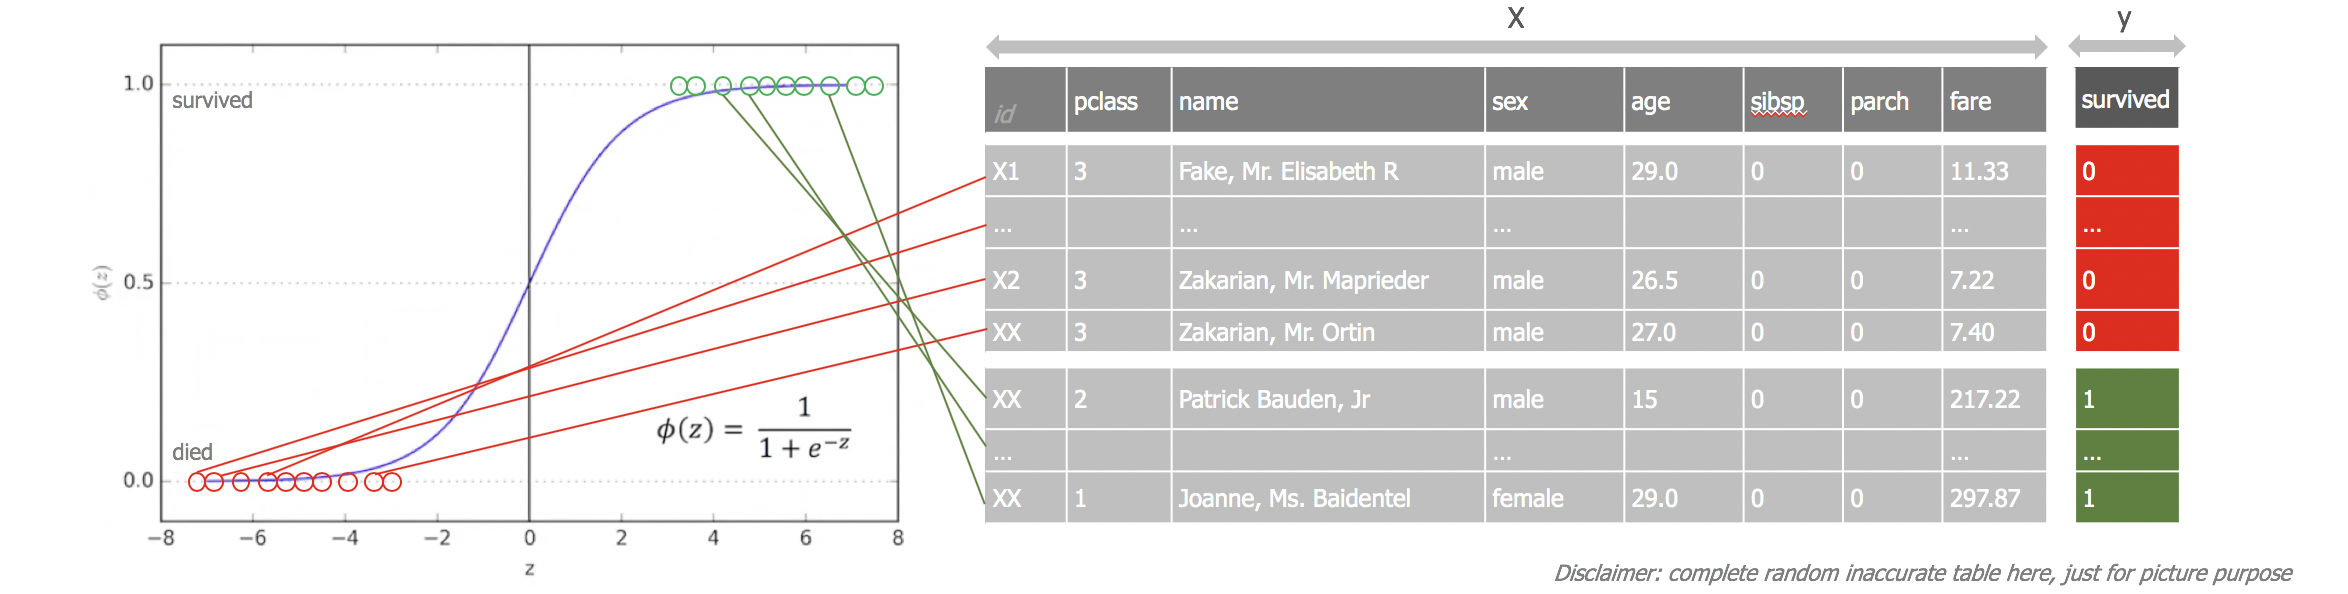 X
y
1.0
survived
0.5
ϕ(z)
died
0.0
ϕ(z) = 1 / (1 + e^{-z})
−8 −6 −4 −2 0 2 4 6 8
z
id pclass name sex age sibsp parch fare survived
X1 3 Fake, Mr. Elisabeth R male 29.0 0 0 11.33 0
... ... ... ... ...
X2 3 Zakarian, Mr. Maprieder male 26.5 0 0 7.22 0
XX 3 Zakarian, Mr. Ortin male 27.0 0 0 7.40 0
XX 2 Patrick Bauden, Jr male 15 0 0 217.22 1
... ... ... ...
XX 1 Joanne, Ms. Baidentel female 29.0 0 0 297.87 1
Disclaimer: complete random inaccurate table here, just for picture purpose